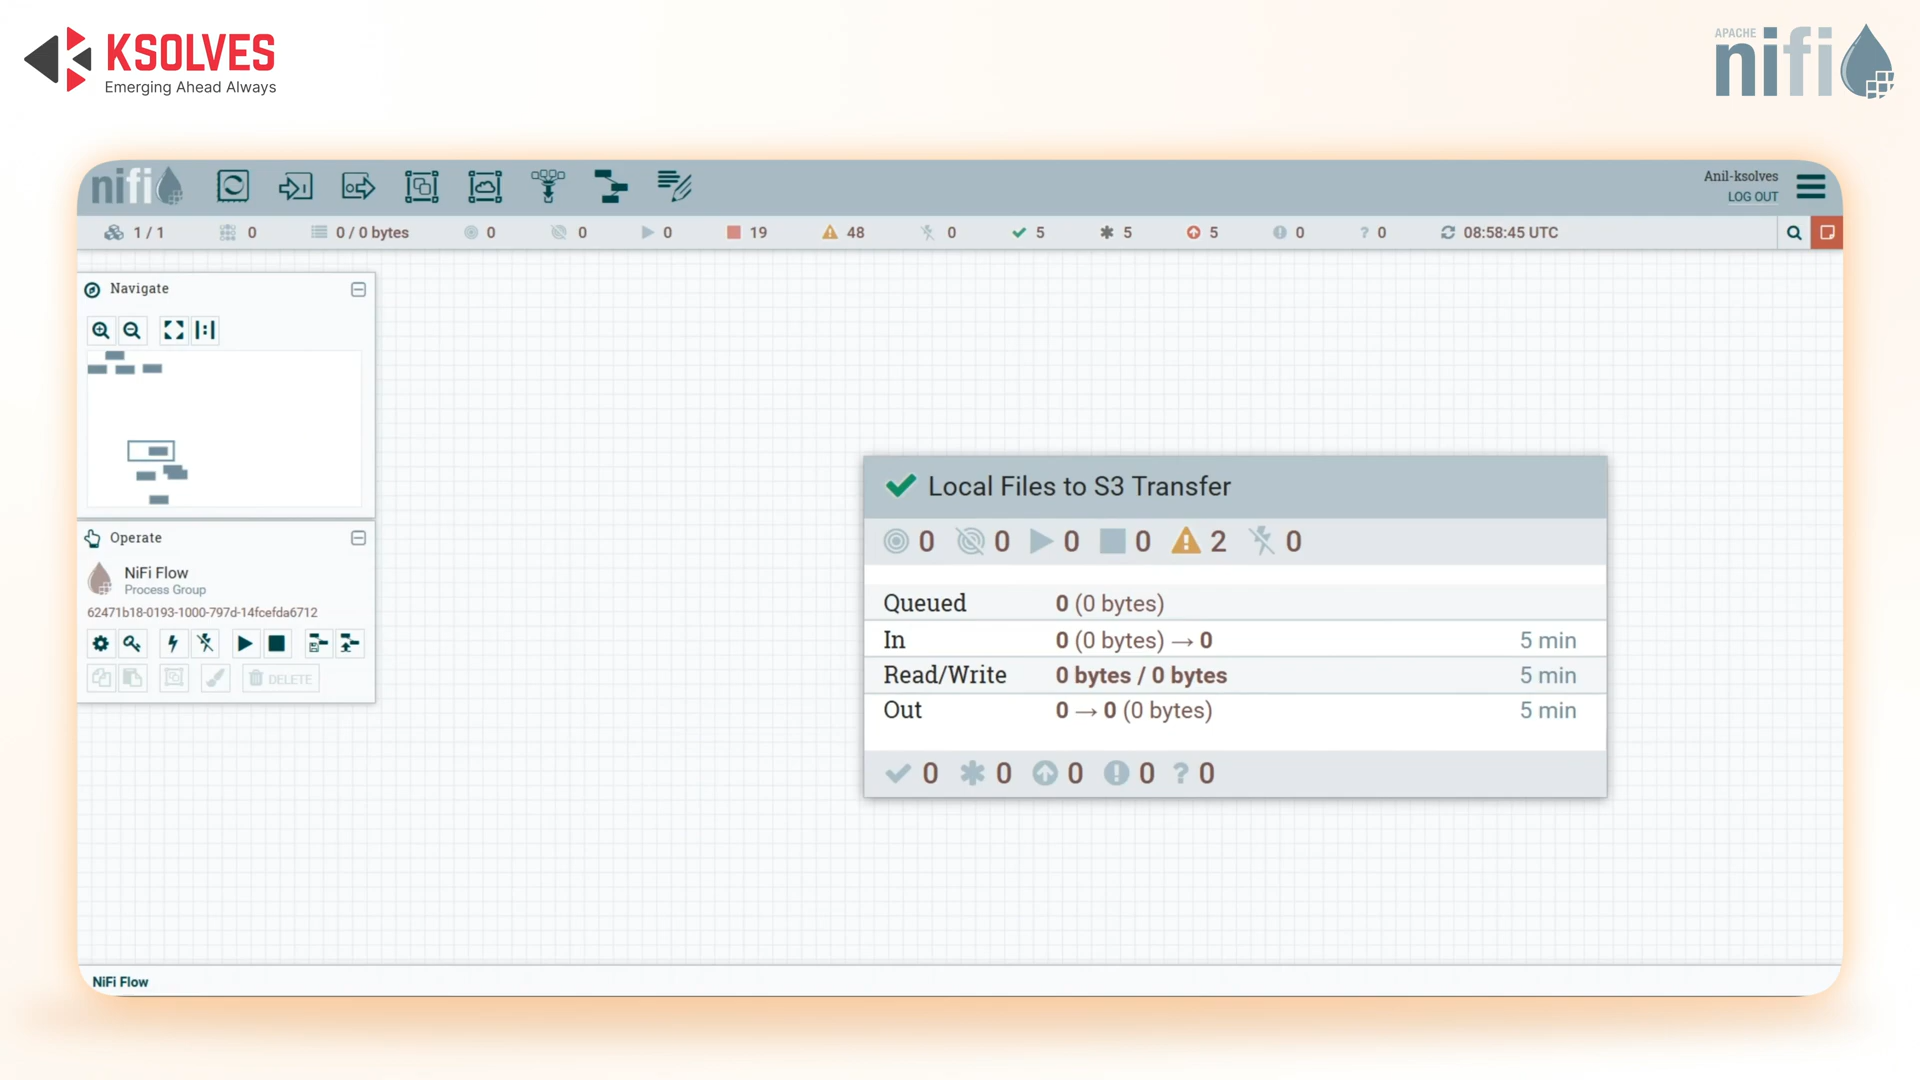 KSOLVES
Emerging Ahead Always
APACHE
nifi
nifi
Anil-ksolves
LOG OUT
1 / 1 0 0 / 0 bytes 0 0 0 19 48 0 5 5 5 0 ? 0 08:58:45 UTC
Navigate
Operate
NiFi Flow
Process Group
62471b18-0193-1000-797d-14fcefda6712
DELETE
Local Files to S3 Transfer
0 0 0 0 2 0
Queued 0 (0 bytes)
In 0 (0 bytes) → 0 5 min
Read/Write 0 bytes / 0 bytes 5 min
Out 0 → 0 (0 bytes) 5 min
0 0 0 0 ? 0
NiFi Flow